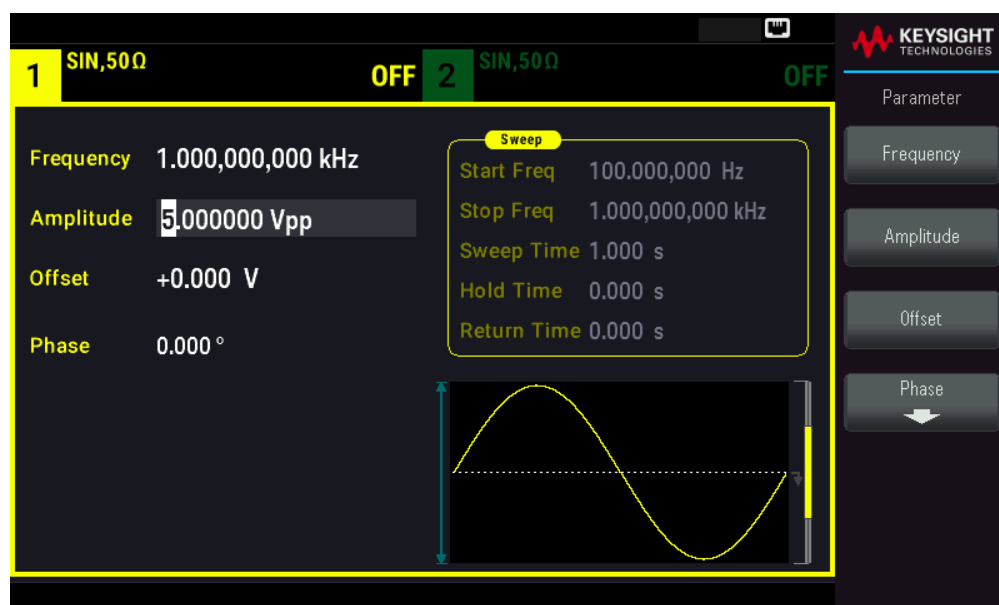 KEYSIGHT
TECHNOLOGIES
1 SIN,50Ω OFF 2 SIN,50Ω OFF
Parameter
Frequency 1.000,000,000 kHz
Amplitude 5.000000 Vpp
Offset +0.000 V
Phase 0.000 °
Sweep
Start Freq 100.000,000 Hz
Stop Freq 1.000,000,000 kHz
Sweep Time 1.000 s
Hold Time 0.000 s
Return Time 0.000 s
Frequency
Amplitude
Offset
Phase